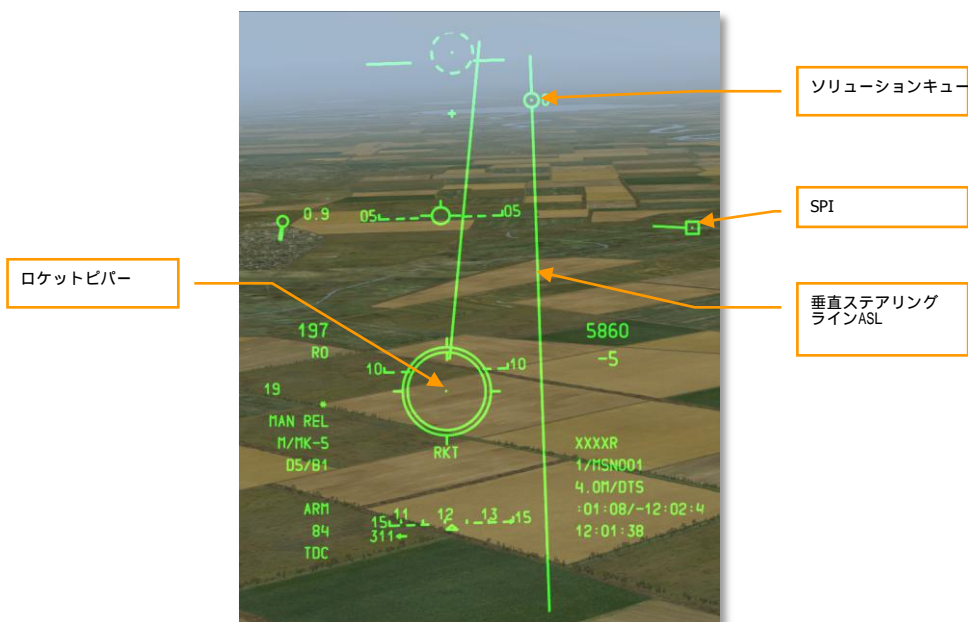 ソリューションキュー
0.9
05 05
SPI
ロケットピパー
垂直ステアリング
ラインASL
197
RO
5860
-5
10 10
19
MAN REL
M/MK-5
D5/B1
RKT
XXXXR
1/MSN001
4.0M/DTS
:01:08/-12:02:4
12:01:38
ARM
84
TDC
15 11 12 13 15
311←